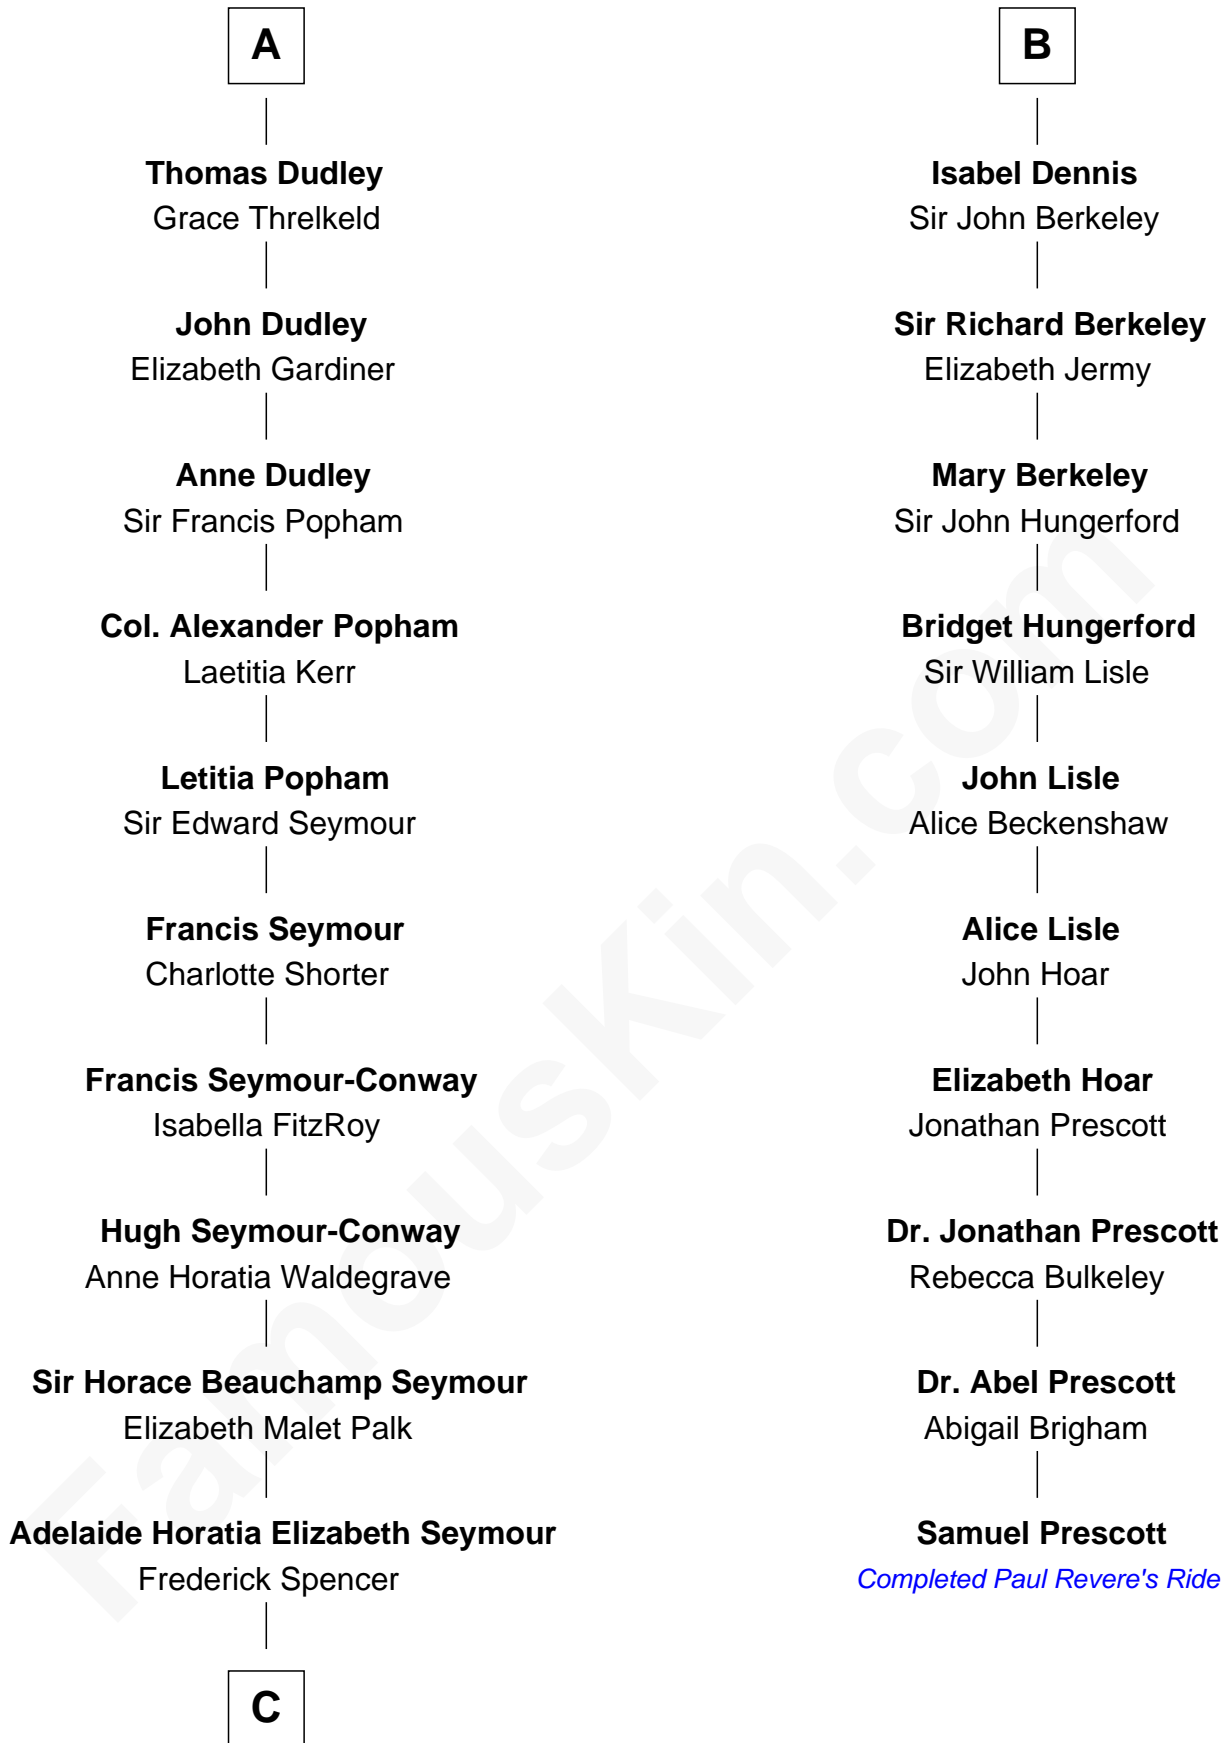 A
Thomas Dudley
Grace Threlkeld
John Dudley
Elizabeth Gardiner
Anne Dudley
Sir Francis Popham
Col. Alexander Popham
Laetitia Kerr
Letitia Popham
Sir Edward Seymour
Francis Seymour
Charlotte Shorter
Francis Seymour-Conway
Isabella FitzRoy
Hugh Seymour-Conway
Anne Horatia Waldegrave
Sir Horace Beauchamp Seymour
Elizabeth Malet Palk
Adelaide Horatia Elizabeth Seymour
Frederick Spencer
C
B
Isabel Dennis
Sir John Berkeley
Sir Richard Berkeley
Elizabeth Jermy
Mary Berkeley
Sir John Hungerford
Bridget Hungerford
Sir William Lisle
John Lisle
Alice Beckenshaw
Alice Lisle
John Hoar
Elizabeth Hoar
Jonathan Prescott
Dr. Jonathan Prescott
Rebecca Bulkeley
Dr. Abel Prescott
Abigail Brigham
Samuel Prescott
Completed Paul Revere's Ride
FamousKin.com